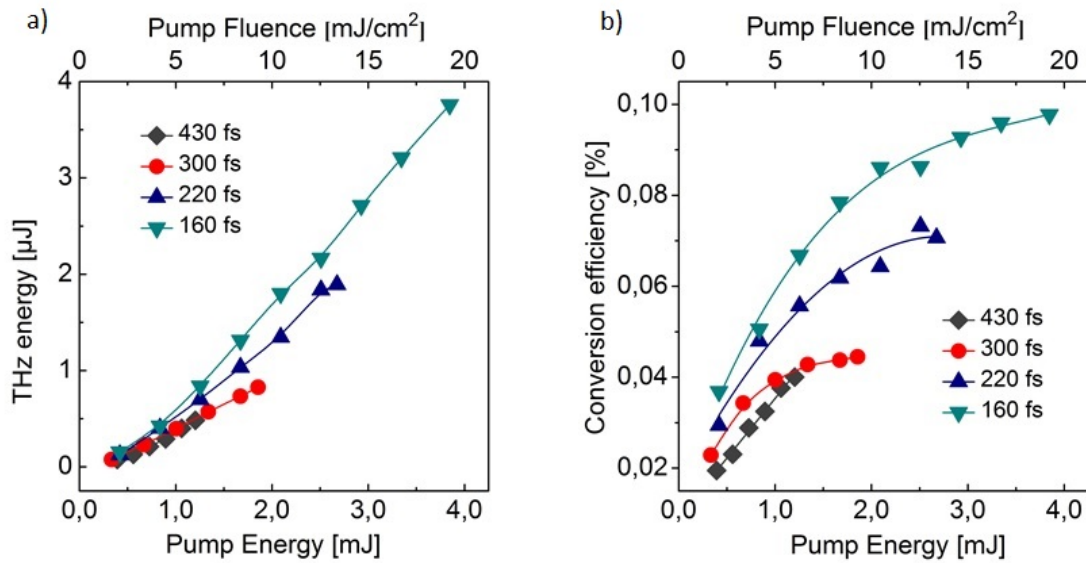 a)
Pump Fluence [mJ/cm²]
0 5 10 15 20
4
3
2
1
0
THz energy [µJ]
430 fs
300 fs
220 fs
160 fs
0,0 1,0 2,0 3,0 4,0
Pump Energy [mJ]
b)
Pump Fluence [mJ/cm²]
0 5 10 15 20
0,10
0,08
0,06
0,04
0,02
Conversion efficiency [%]
430 fs
300 fs
220 fs
160 fs
0,0 1,0 2,0 3,0 4,0
Pump Energy [mJ]